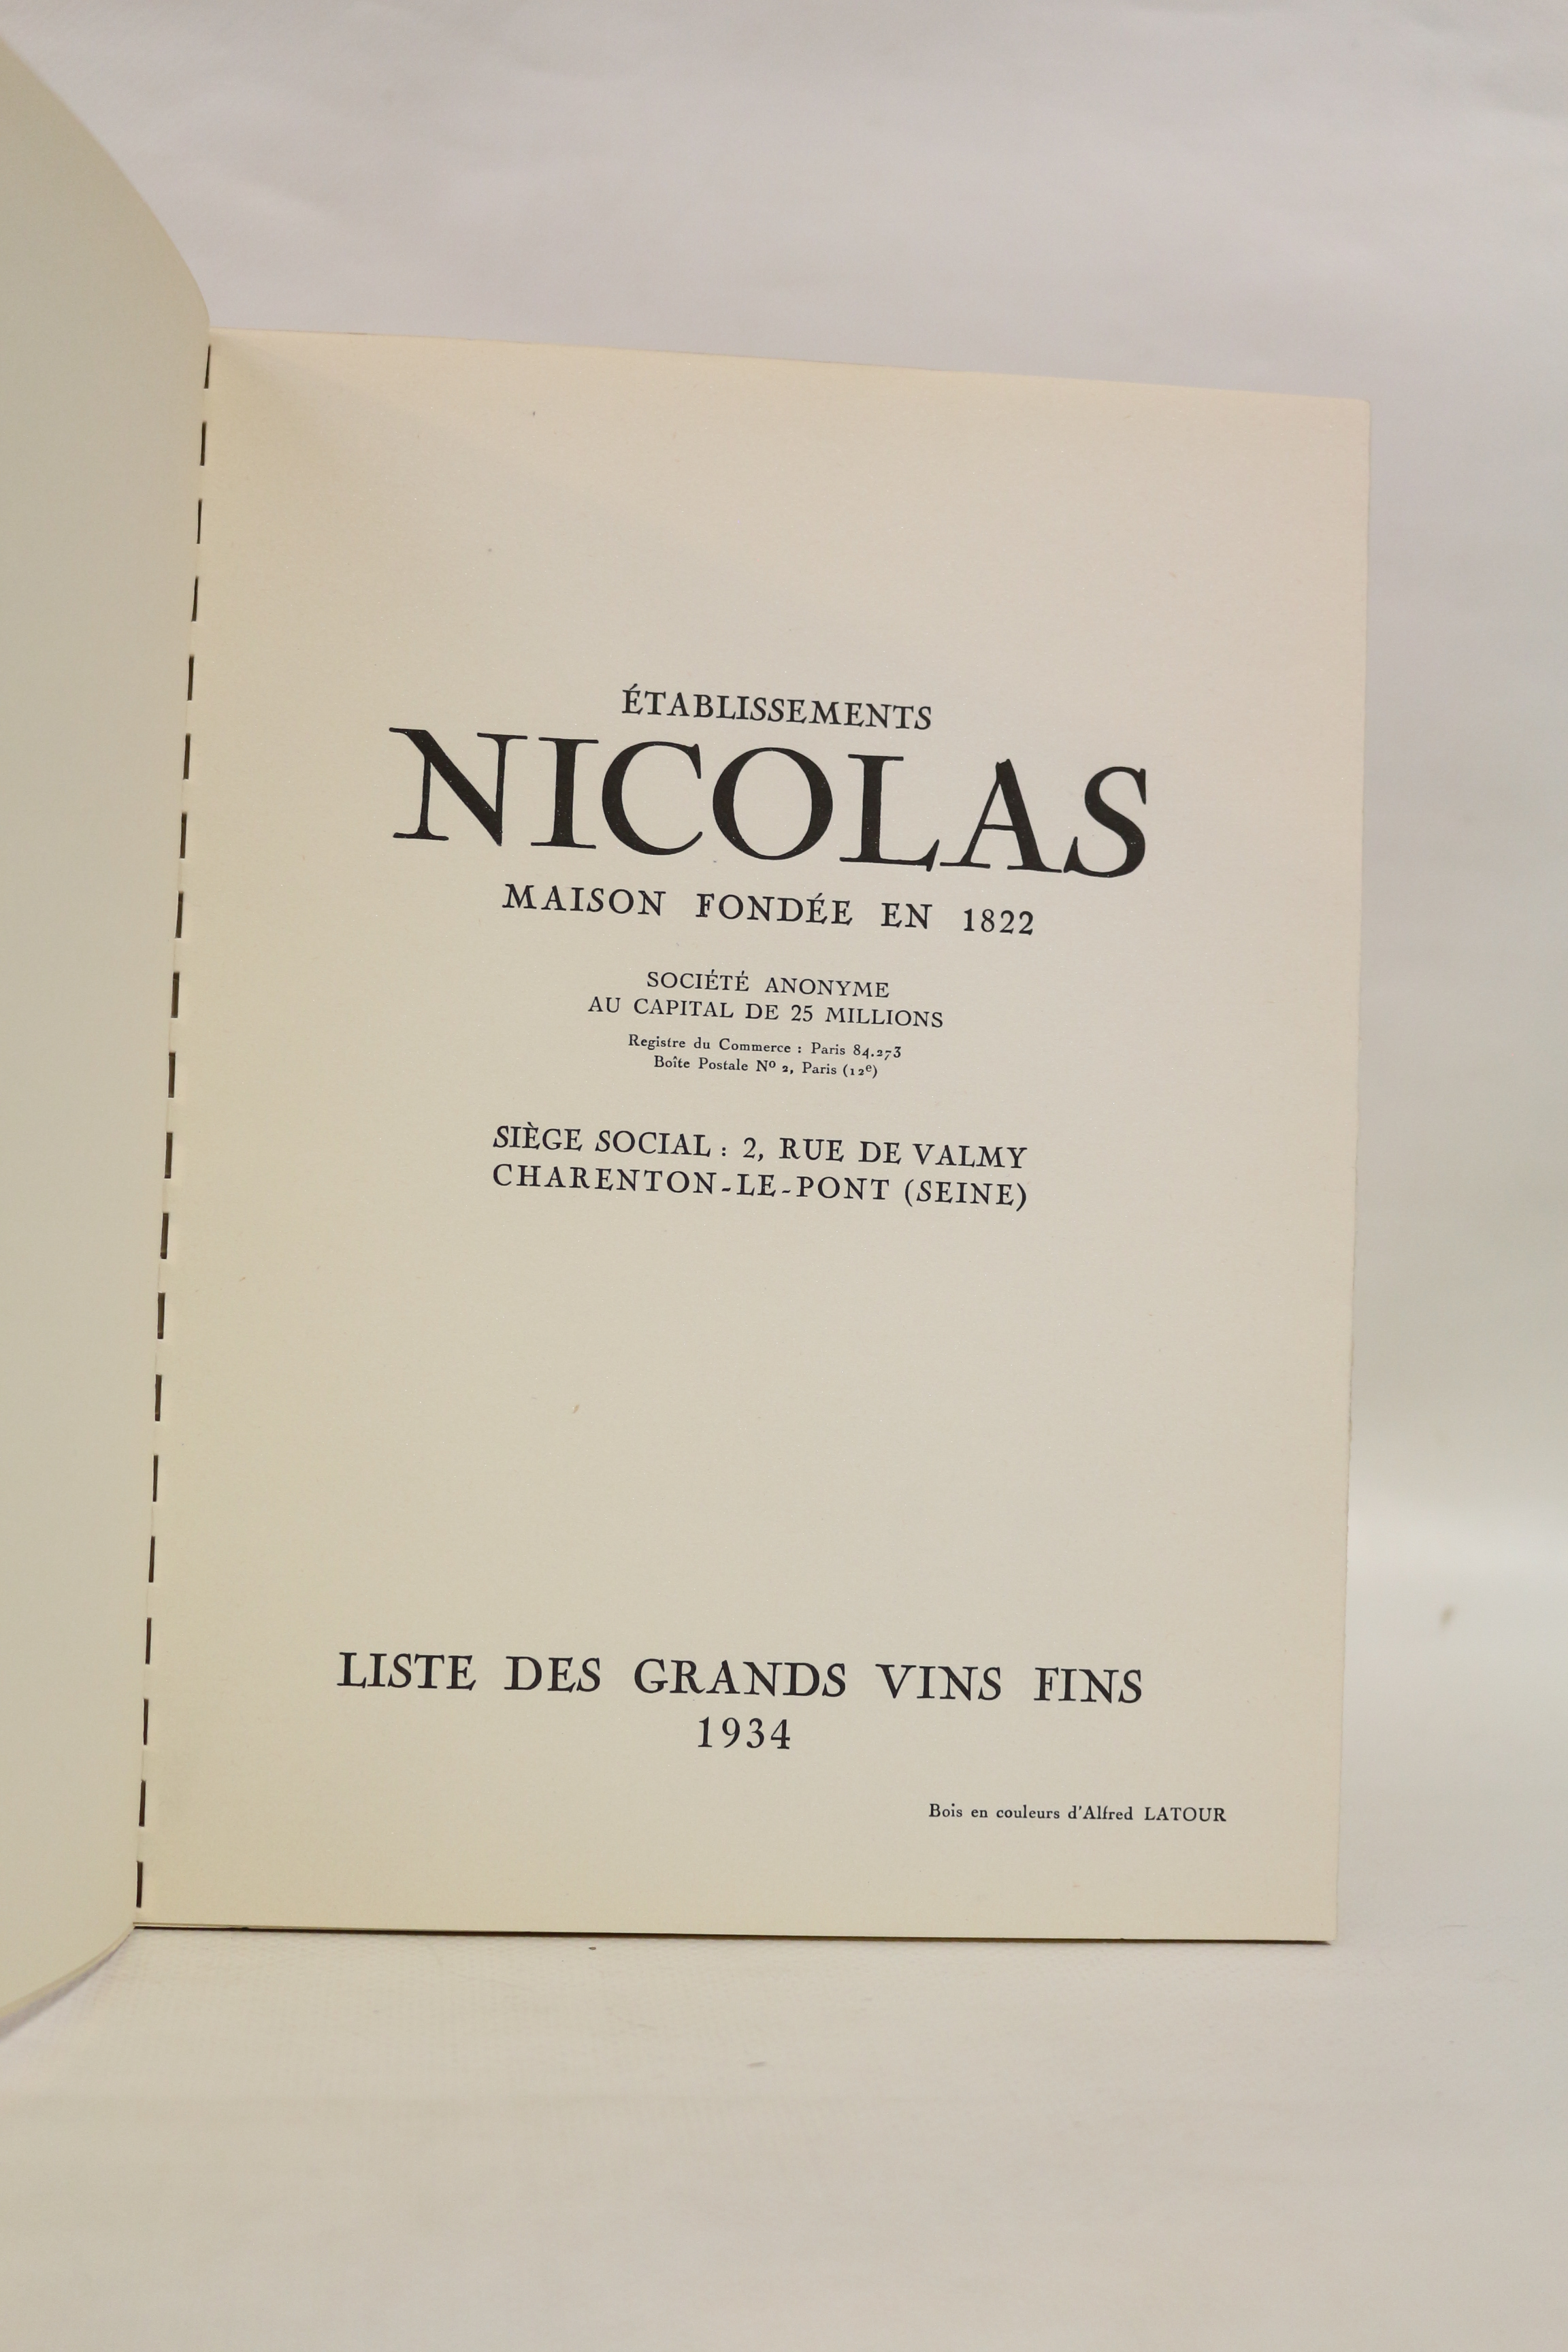 ÉTABLISSEMENTS
NICOLAS
MAISON FONDÉE EN 1822
SOCIÉTÉ ANONYME
AU CAPITAL DE 25 MILLIONS
Registre du Commerce : Paris 84.273
Boîte Postale Nº 2, Paris (12e)
SIÈGE SOCIAL : 2, RUE DE VALMY
CHARENTON-LE-PONT (SEINE)
LISTE DES GRANDS VINS FINS
1934
Bois en couleurs d'Alfred LATOUR